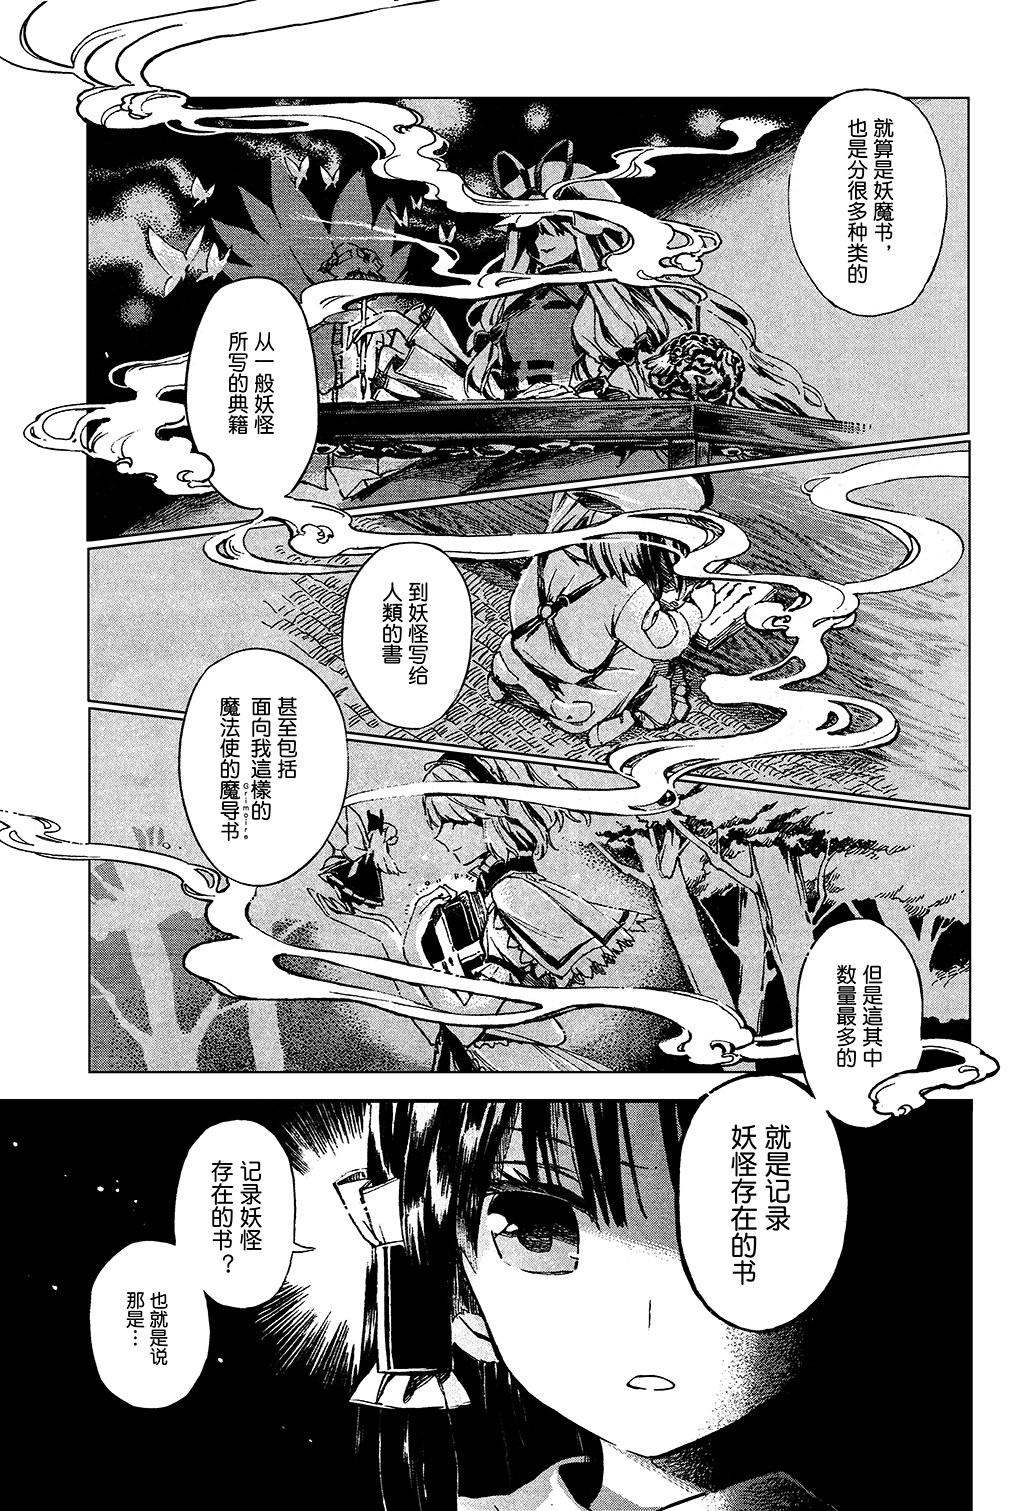 就算是妖魔书，
也是分很多种类的
从一般妖怪
所写的典籍
到妖怪写给
人類的書
甚至包括
面向我這樣的
魔法使的魔导书
Grimoire
但是這其中
数量最多的
就是记录
妖怪存在的书
记录妖怪
存在的书？
也就是说
那是…